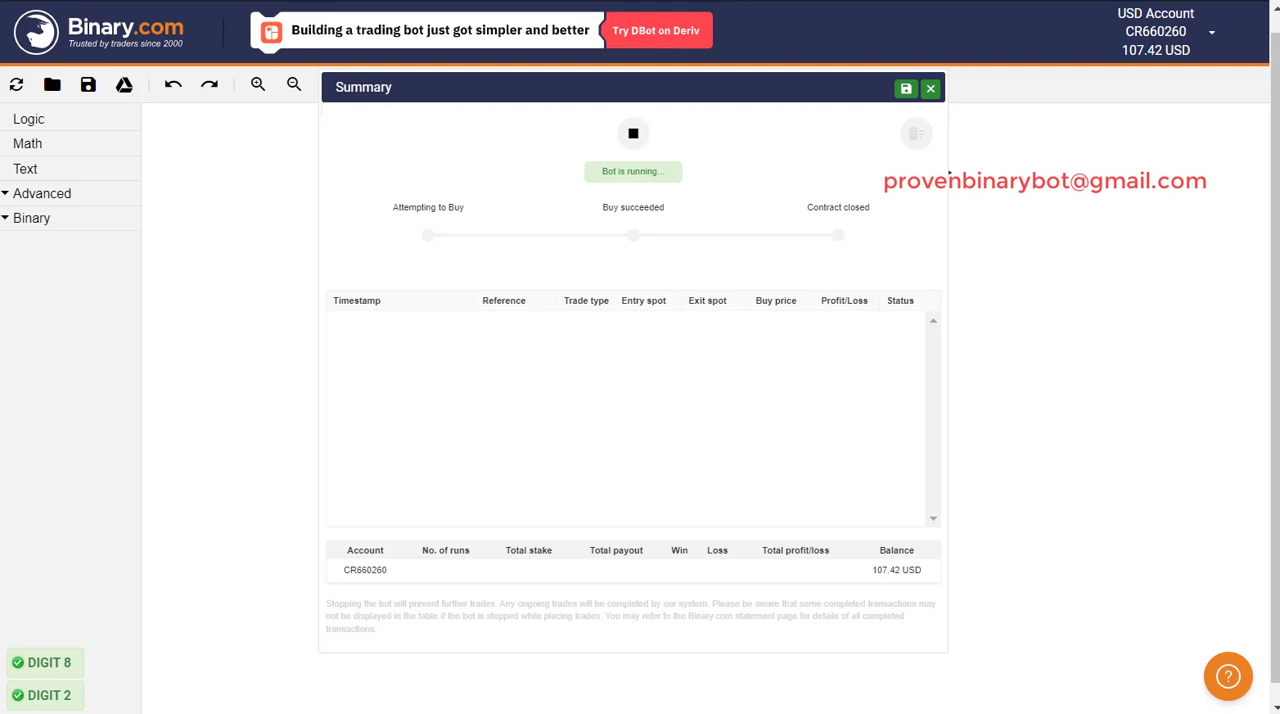 Binary.com
Trusted by traders since 2000
Building a trading bot just got simpler and better
Try DBot on Deriv
USD Account
CR660260
107.42 USD
Summary
Logic
Math
Text
Advanced
Binary
Bot is running...
provenbinarybot@gmail.com
Attempting to Buy Buy succeeded Contract closed
Timestamp Reference Trade type Entry spot Exit spot Buy price Profit/Loss Status
Account No. of runs Total stake Total payout Win Loss Total profit/loss Balance
CR660260 107.42 USD
Stopping the bot will prevent further trades. Any ongoing trades will be completed by our system. Please be aware that some completed transactions may
not be displayed in the table if the bot is stopped while placing trades. You may refer to the Binary.com statement page for details of all completed
transactions.
DIGIT 8
DIGIT 2
?